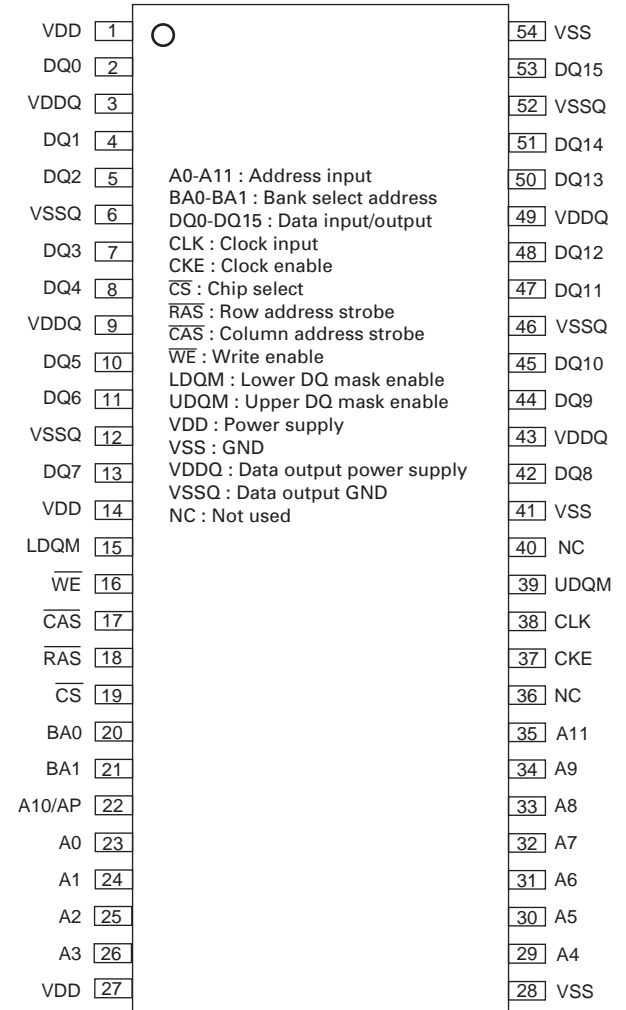 VDD 1
DQ0 2
VDDQ 3
DQ1 4
DQ2 5
VSSQ 6
DQ3 7
DQ4 8
VDDQ 9
DQ5 10
DQ6 11
VSSQ 12
DQ7 13
VDD 14
LDQM 15
W̅E̅ 16
C̅A̅S̅ 17
R̅A̅S̅ 18
C̅S̅ 19
BA0 20
BA1 21
A10/AP 22
A0 23
A1 24
A2 25
A3 26
VDD 27
A0-A11 : Address input
BA0-BA1 : Bank select address
DQ0-DQ15 : Data input/output
CLK : Clock input
CKE : Clock enable
C̅S̅ : Chip select
R̅A̅S̅ : Row address strobe
C̅A̅S̅ : Column address strobe
W̅E̅ : Write enable
LDQM : Lower DQ mask enable
UDQM : Upper DQ mask enable
VDD : Power supply
VSS : GND
VDDQ : Data output power supply
VSSQ : Data output GND
NC : Not used
54 VSS
53 DQ15
52 VSSQ
51 DQ14
50 DQ13
49 VDDQ
48 DQ12
47 DQ11
46 VSSQ
45 DQ10
44 DQ9
43 VDDQ
42 DQ8
41 VSS
40 NC
39 UDQM
38 CLK
37 CKE
36 NC
35 A11
34 A9
33 A8
32 A7
31 A6
30 A5
29 A4
28 VSS